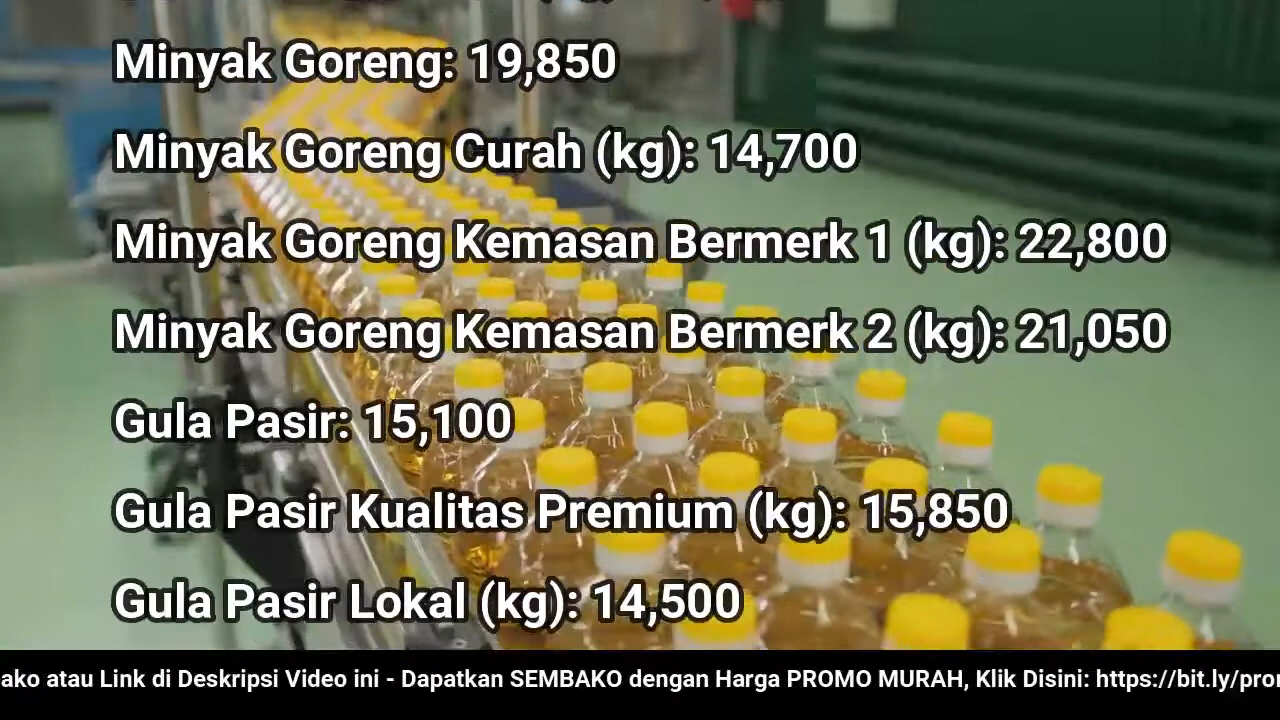 Minyak Goreng: 19,850
Minyak Goreng Curah (kg): 14,700
Minyak Goreng Kemasan Bermerk 1 (kg): 22,800
Minyak Goreng Kemasan Bermerk 2 (kg): 21,050
Gula Pasir: 15,100
Gula Pasir Kualitas Premium (kg): 15,850
Gula Pasir Lokal (kg): 14,500
ako atau Link di Deskripsi Video ini - Dapatkan SEMBAKO dengan Harga PROMO MURAH, Klik Disini: https://bit.ly/pro